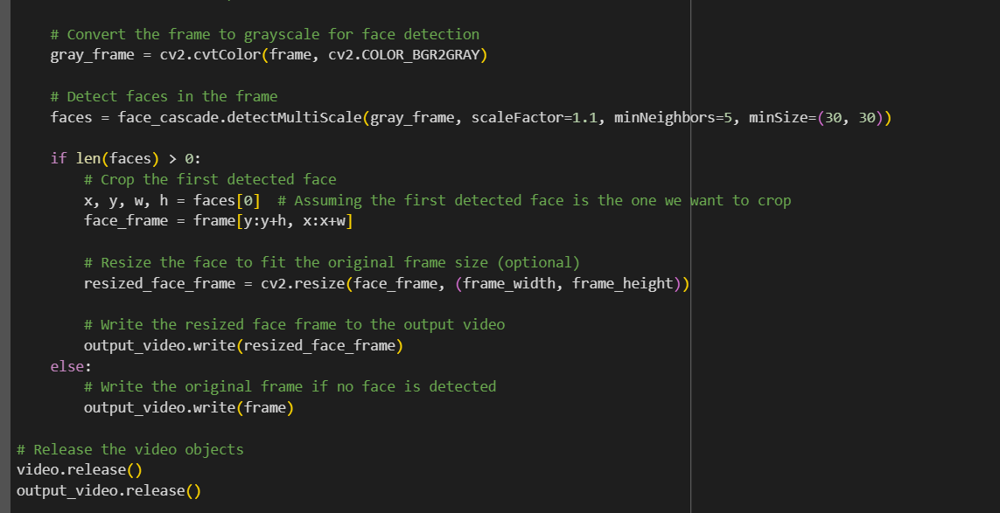 # Convert the frame to grayscale for face detection
gray_frame = cv2.cvtColor(frame, cv2.COLOR_BGR2GRAY)
# Detect faces in the frame
faces = face_cascade.detectMultiScale(gray_frame, scaleFactor=1.1, minNeighbors=5, minSize=(30, 30))
if len(faces) > 0:
# Crop the first detected face
x, y, w, h = faces[0]  # Assuming the first detected face is the one we want to crop
face_frame = frame[y:y+h, x:x+w]
# Resize the face to fit the original frame size (optional)
resized_face_frame = cv2.resize(face_frame, (frame_width, frame_height))
# Write the resized face frame to the output video
output_video.write(resized_face_frame)
else:
# Write the original frame if no face is detected
output_video.write(frame)
# Release the video objects
video.release()
output_video.release()